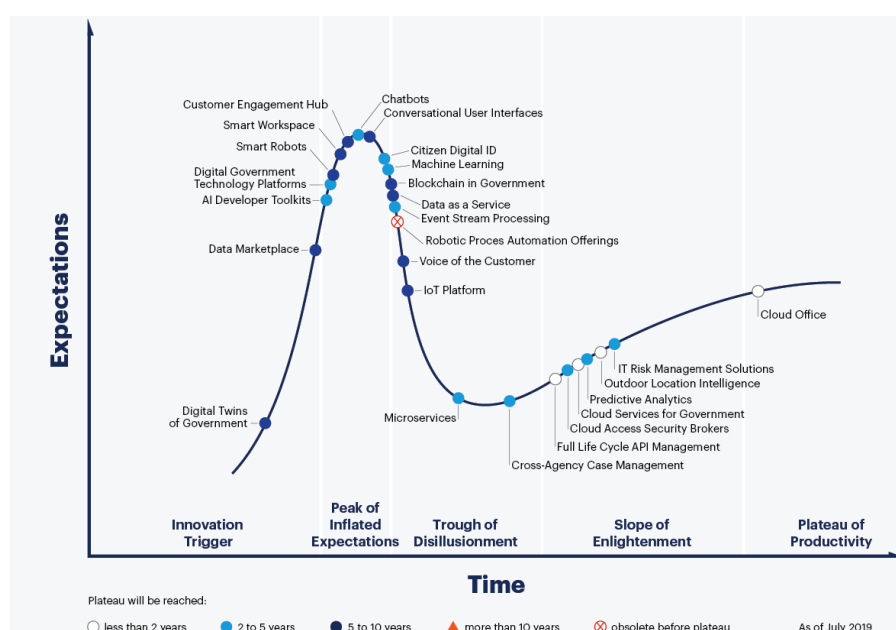 Customer Engagement Hub
Chatbots
Conversational User Interfaces
Smart Workspace
Smart Robots
Digital Government
Technology Platforms
AI Developer Toolkits
Citizen Digital ID
Machine Learning
Blockchain in Government
Data as a Service
Event Stream Processing
Robotic Proces Automation Offerings
Data Marketplace
Voice of the Customer
IoT Platform
Expectations
Cloud Office
IT Risk Management Solutions
Outdoor Location Intelligence
Predictive Analytics
Cloud Services for Government
Cloud Access Security Brokers
Full Life Cycle API Management
Cross-Agency Case Management
Digital Twins
of Government
Microservices
Innovation
Trigger
Peak of
Inflated
Expectations
Trough of
Disillusionment
Slope of
Enlightenment
Plateau of
Productivity
Time
Plateau will be reached:
less than 2 years
2 to 5 years
5 to 10 years
more than 10 years
obsolete before plateau
As of July 2019